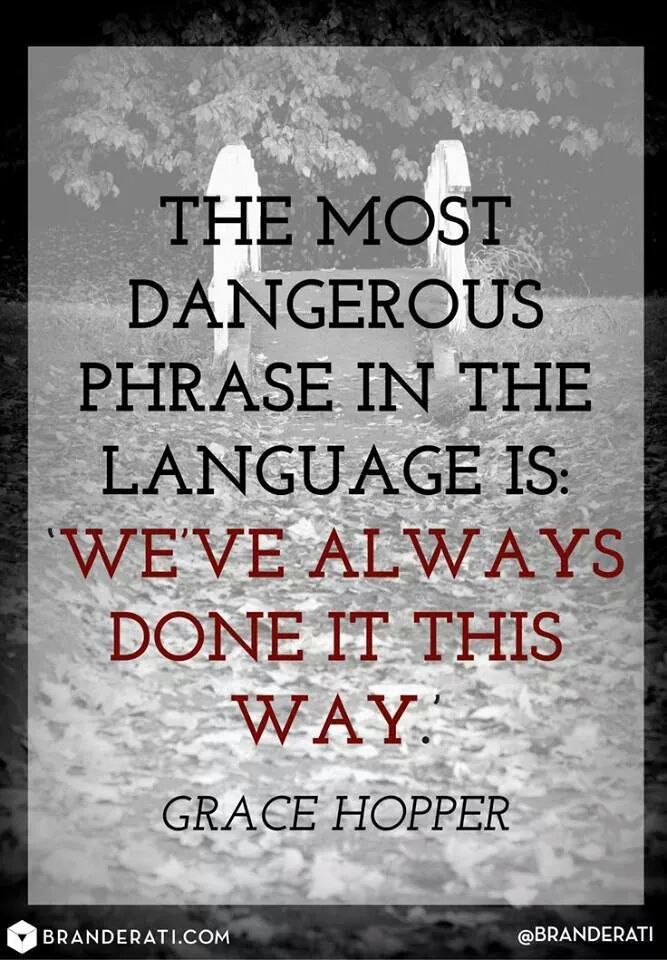 THE MOST
DANGEROUS
PHRASE IN THE
LANGUAGE IS:
‘WE’VE ALWAYS
DONE IT THIS
WAY.’
GRACE HOPPER
BRANDERATI.COM
@BRANDERATI